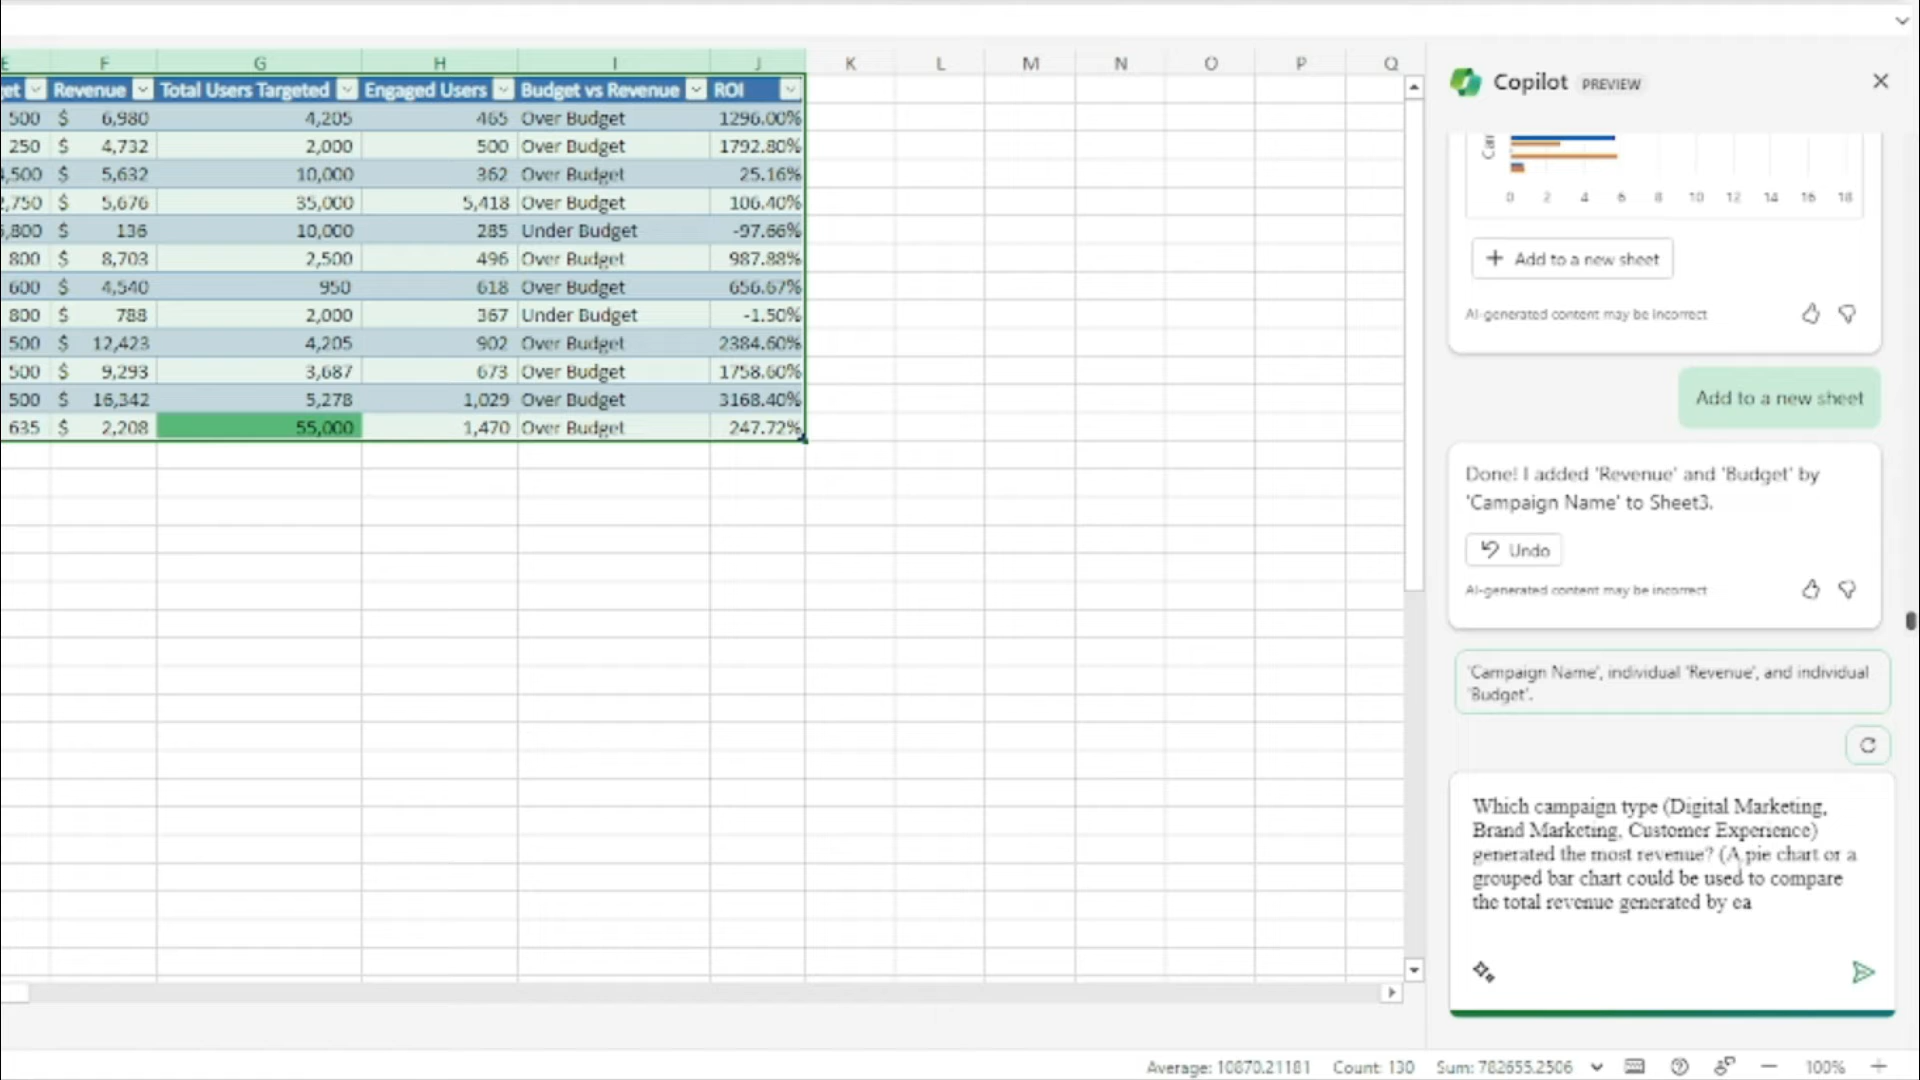 E F G H I J K L M N O P Q
get Revenue Total Users Targeted Engaged Users Budget vs Revenue ROI
500 $ 6,980 4,205 465 Over Budget 1296.00%
250 $ 4,732 2,000 500 Over Budget 1792.80%
,500 $ 5,632 10,000 362 Over Budget 25.16%
2,750 $ 5,676 35,000 5,418 Over Budget 106.40%
5,800 $ 136 10,000 285 Under Budget -97.66%
800 $ 8,703 2,500 496 Over Budget 987.88%
600 $ 4,540 950 618 Over Budget 656.67%
800 $ 788 2,000 367 Under Budget -1.50%
500 $ 12,423 4,205 902 Over Budget 2384.60%
500 $ 9,293 3,687 673 Over Budget 1758.60%
500 $ 16,342 5,278 1,029 Over Budget 3168.40%
635 $ 2,208 55,000 1,470 Over Budget 247.72%
Copilot PREVIEW
Car
0 2 4 6 8 10 12 14 16 18
+ Add to a new sheet
AI-generated content may be incorrect
Add to a new sheet
Done! I added 'Revenue' and 'Budget' by
'Campaign Name' to Sheet3.
Undo
AI-generated content may be incorrect
'Campaign Name', individual 'Revenue', and individual
'Budget'.
Which campaign type (Digital Marketing,
Brand Marketing, Customer Experience)
generated the most revenue? (A pie chart or a
grouped bar chart could be used to compare
the total revenue generated by ea
Average: 10870.21181 Count: 130 Sum: 782655.2506 100%